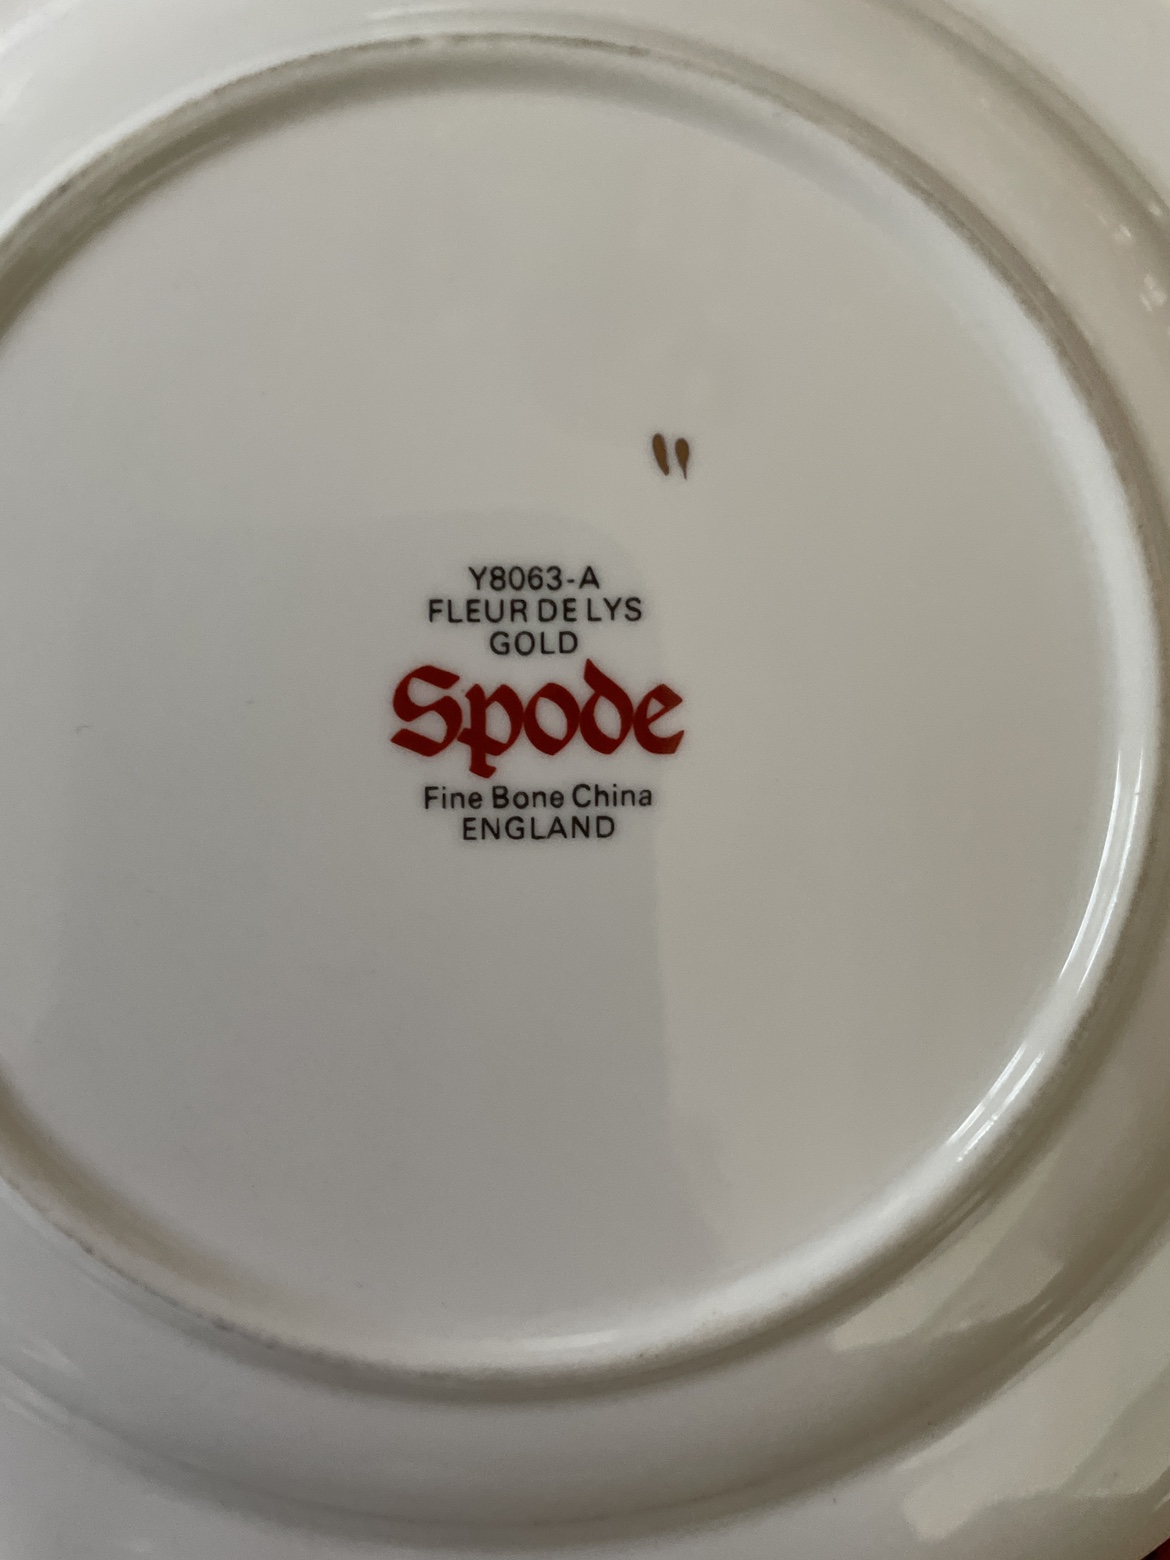 Y8063-A
FLEUR DE LYS
GOLD
Spode
Fine Bone China
ENGLAND